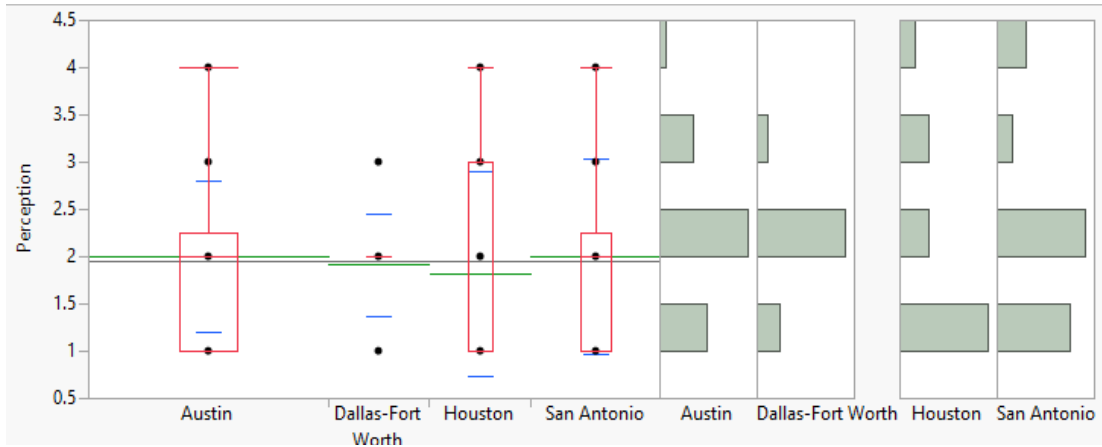 4.5
4
3.5
3
2.5
2
1.5
1
0.5
Perception
Austin
Dallas-Fort
Worth
Houston
San Antonio
Austin
Dallas-Fort Worth
Houston
San Antonio